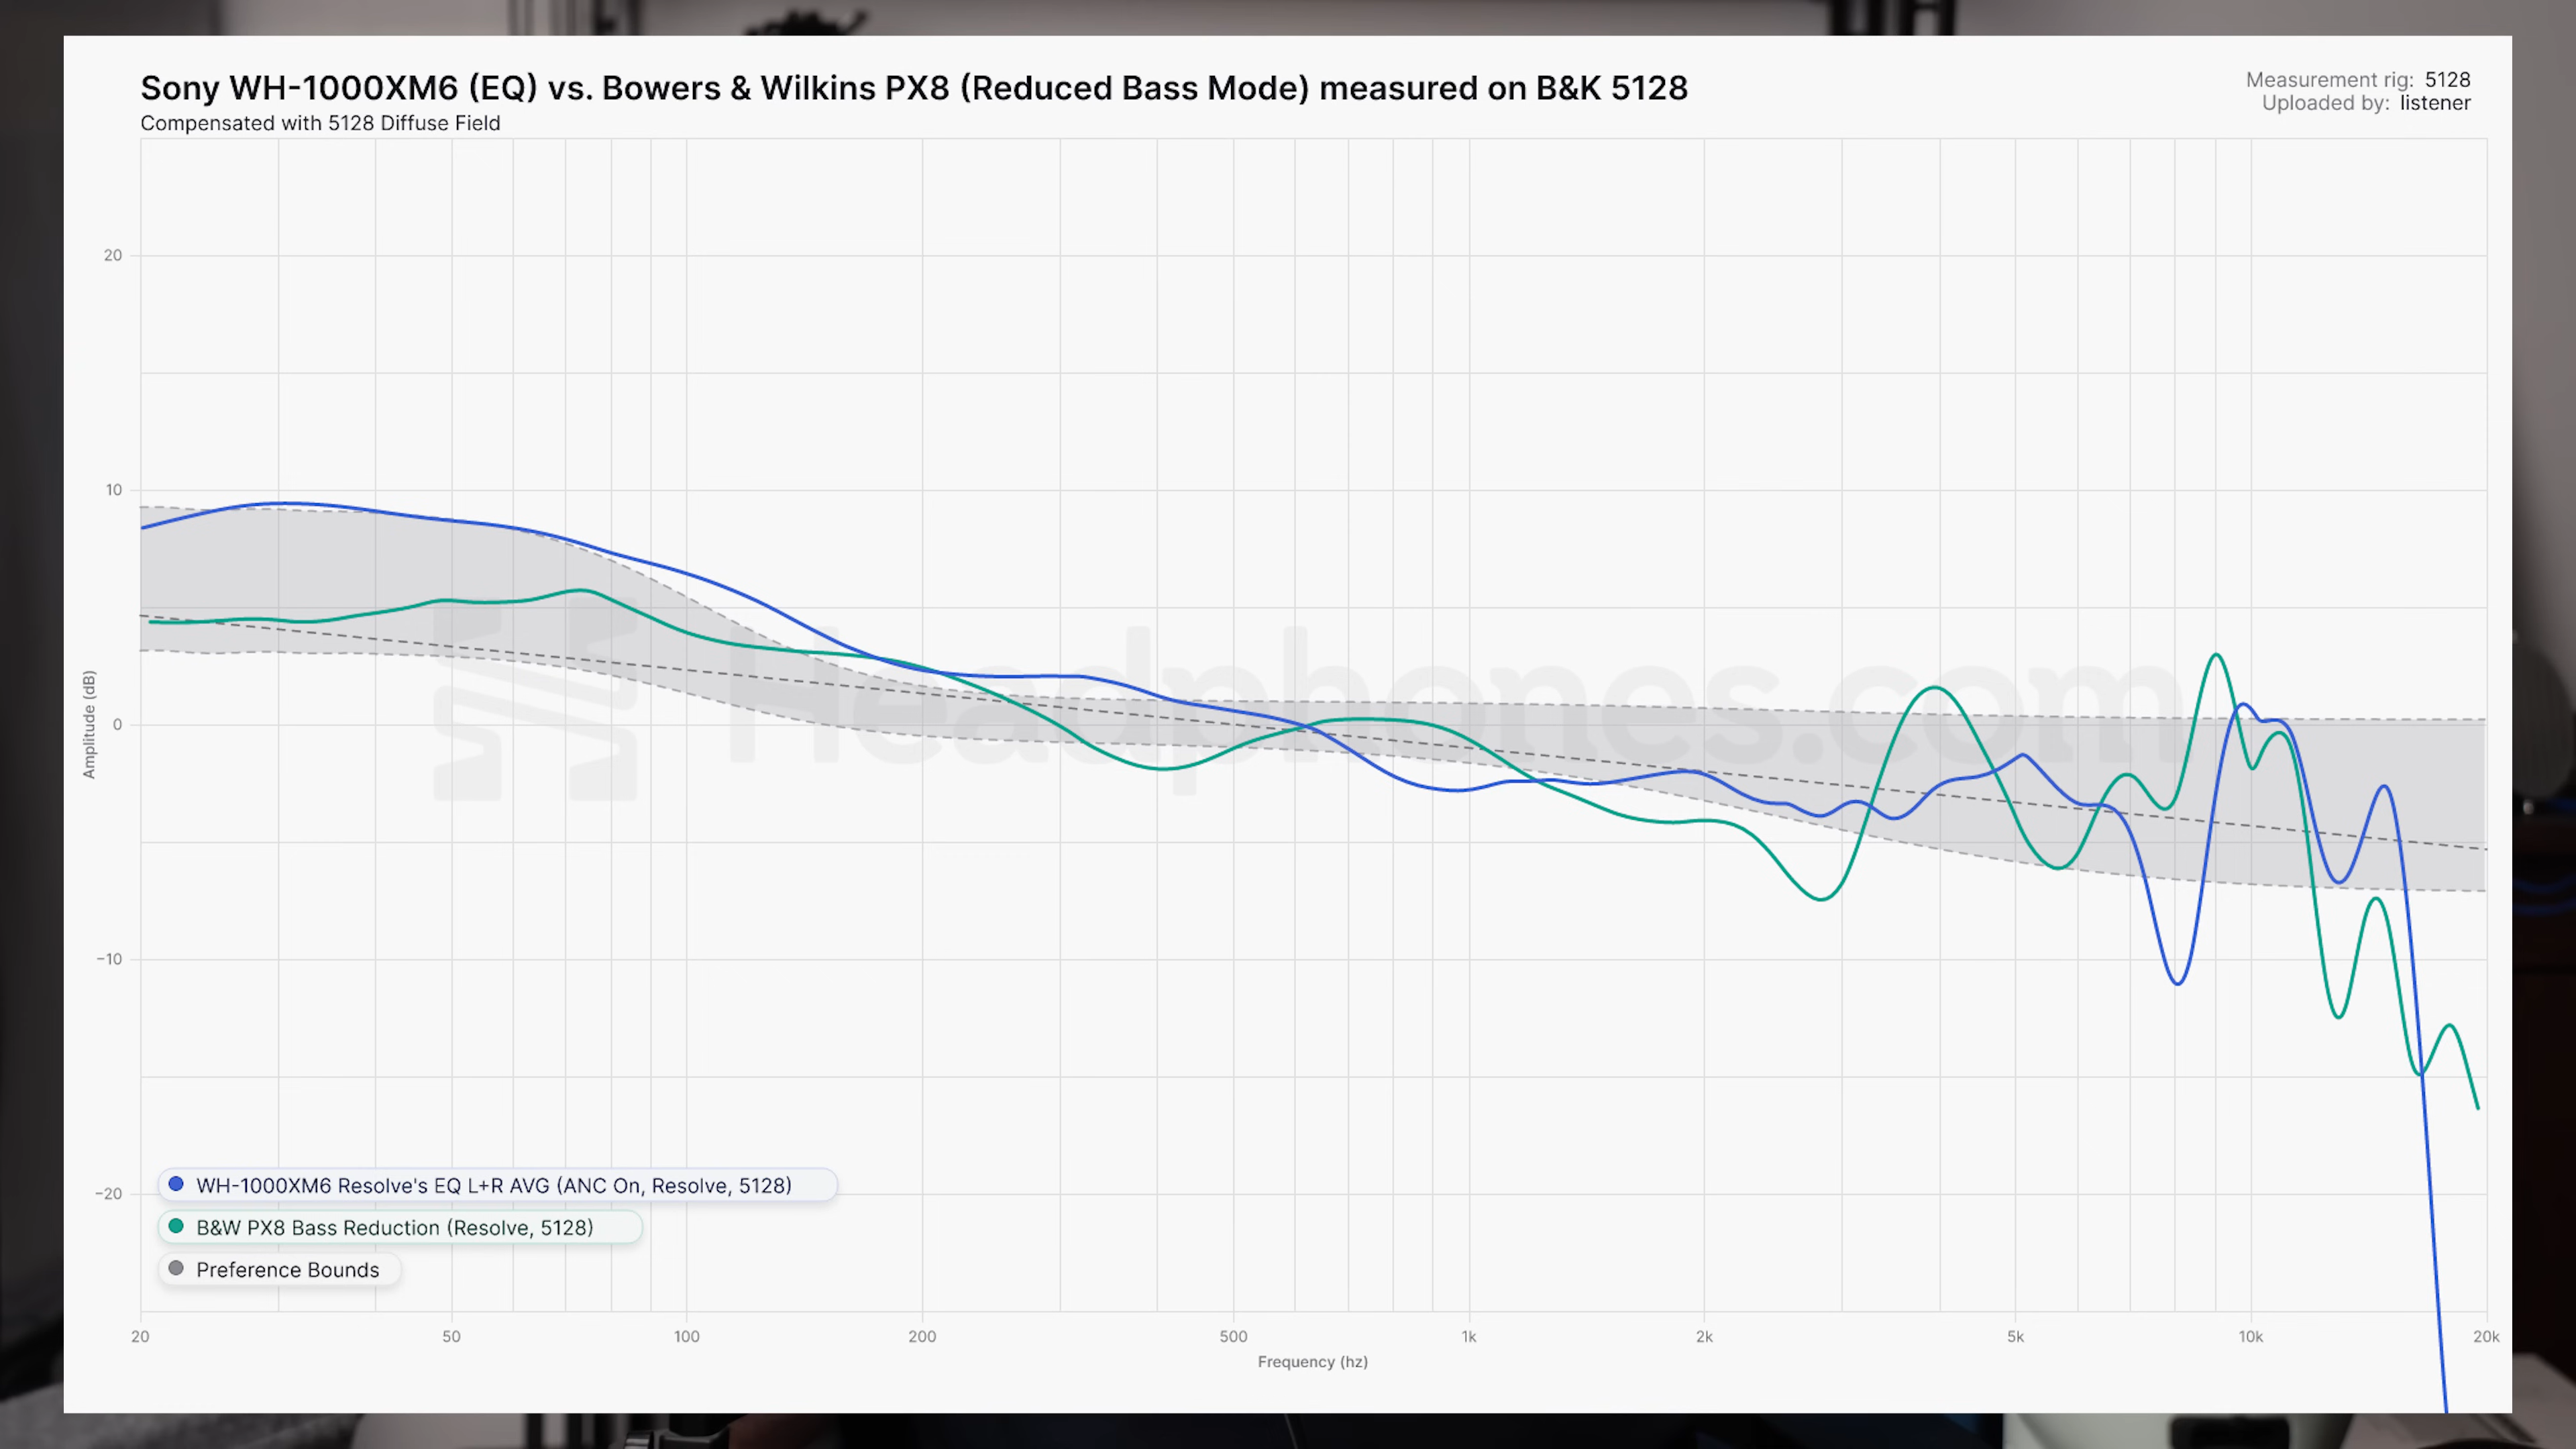 Sony WH-1000XM6 (EQ) vs. Bowers & Wilkins PX8 (Reduced Bass Mode) measured on B&K 5128
Compensated with 5128 Diffuse Field
Measurement rig: 5128
Uploaded by: listener
20
10
0
−10
−20
Amplitude (dB)
Headphones.com
WH-1000XM6 Resolve's EQ L+R AVG (ANC On, Resolve, 5128)
B&W PX8 Bass Reduction (Resolve, 5128)
Preference Bounds
20 50 100 200 500 1k 2k 5k 10k 20k
Frequency (hz)